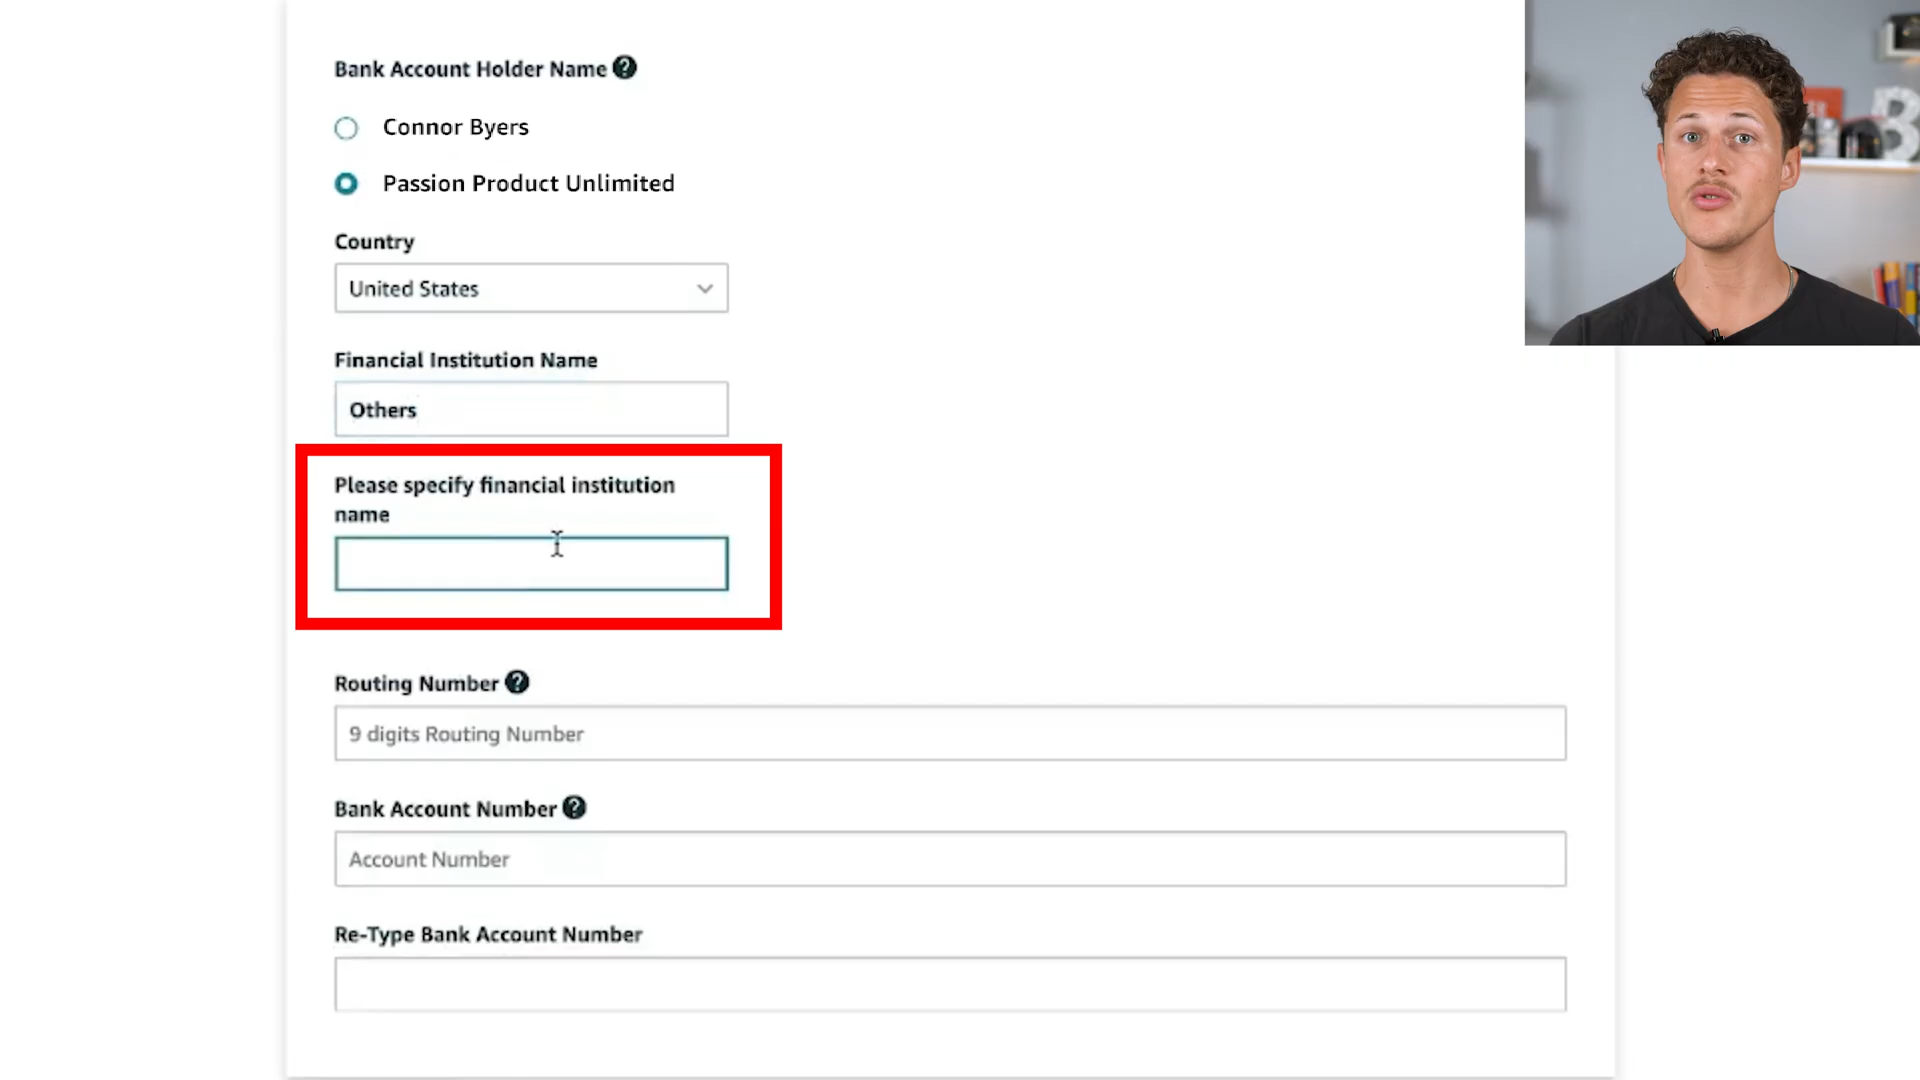 Bank Account Holder Name ?
Connor Byers
Passion Product Unlimited
Country
United States
Financial Institution Name
Others
Please specify financial institution
name
Routing Number ?
9 digits Routing Number
Bank Account Number ?
Account Number
Re-Type Bank Account Number